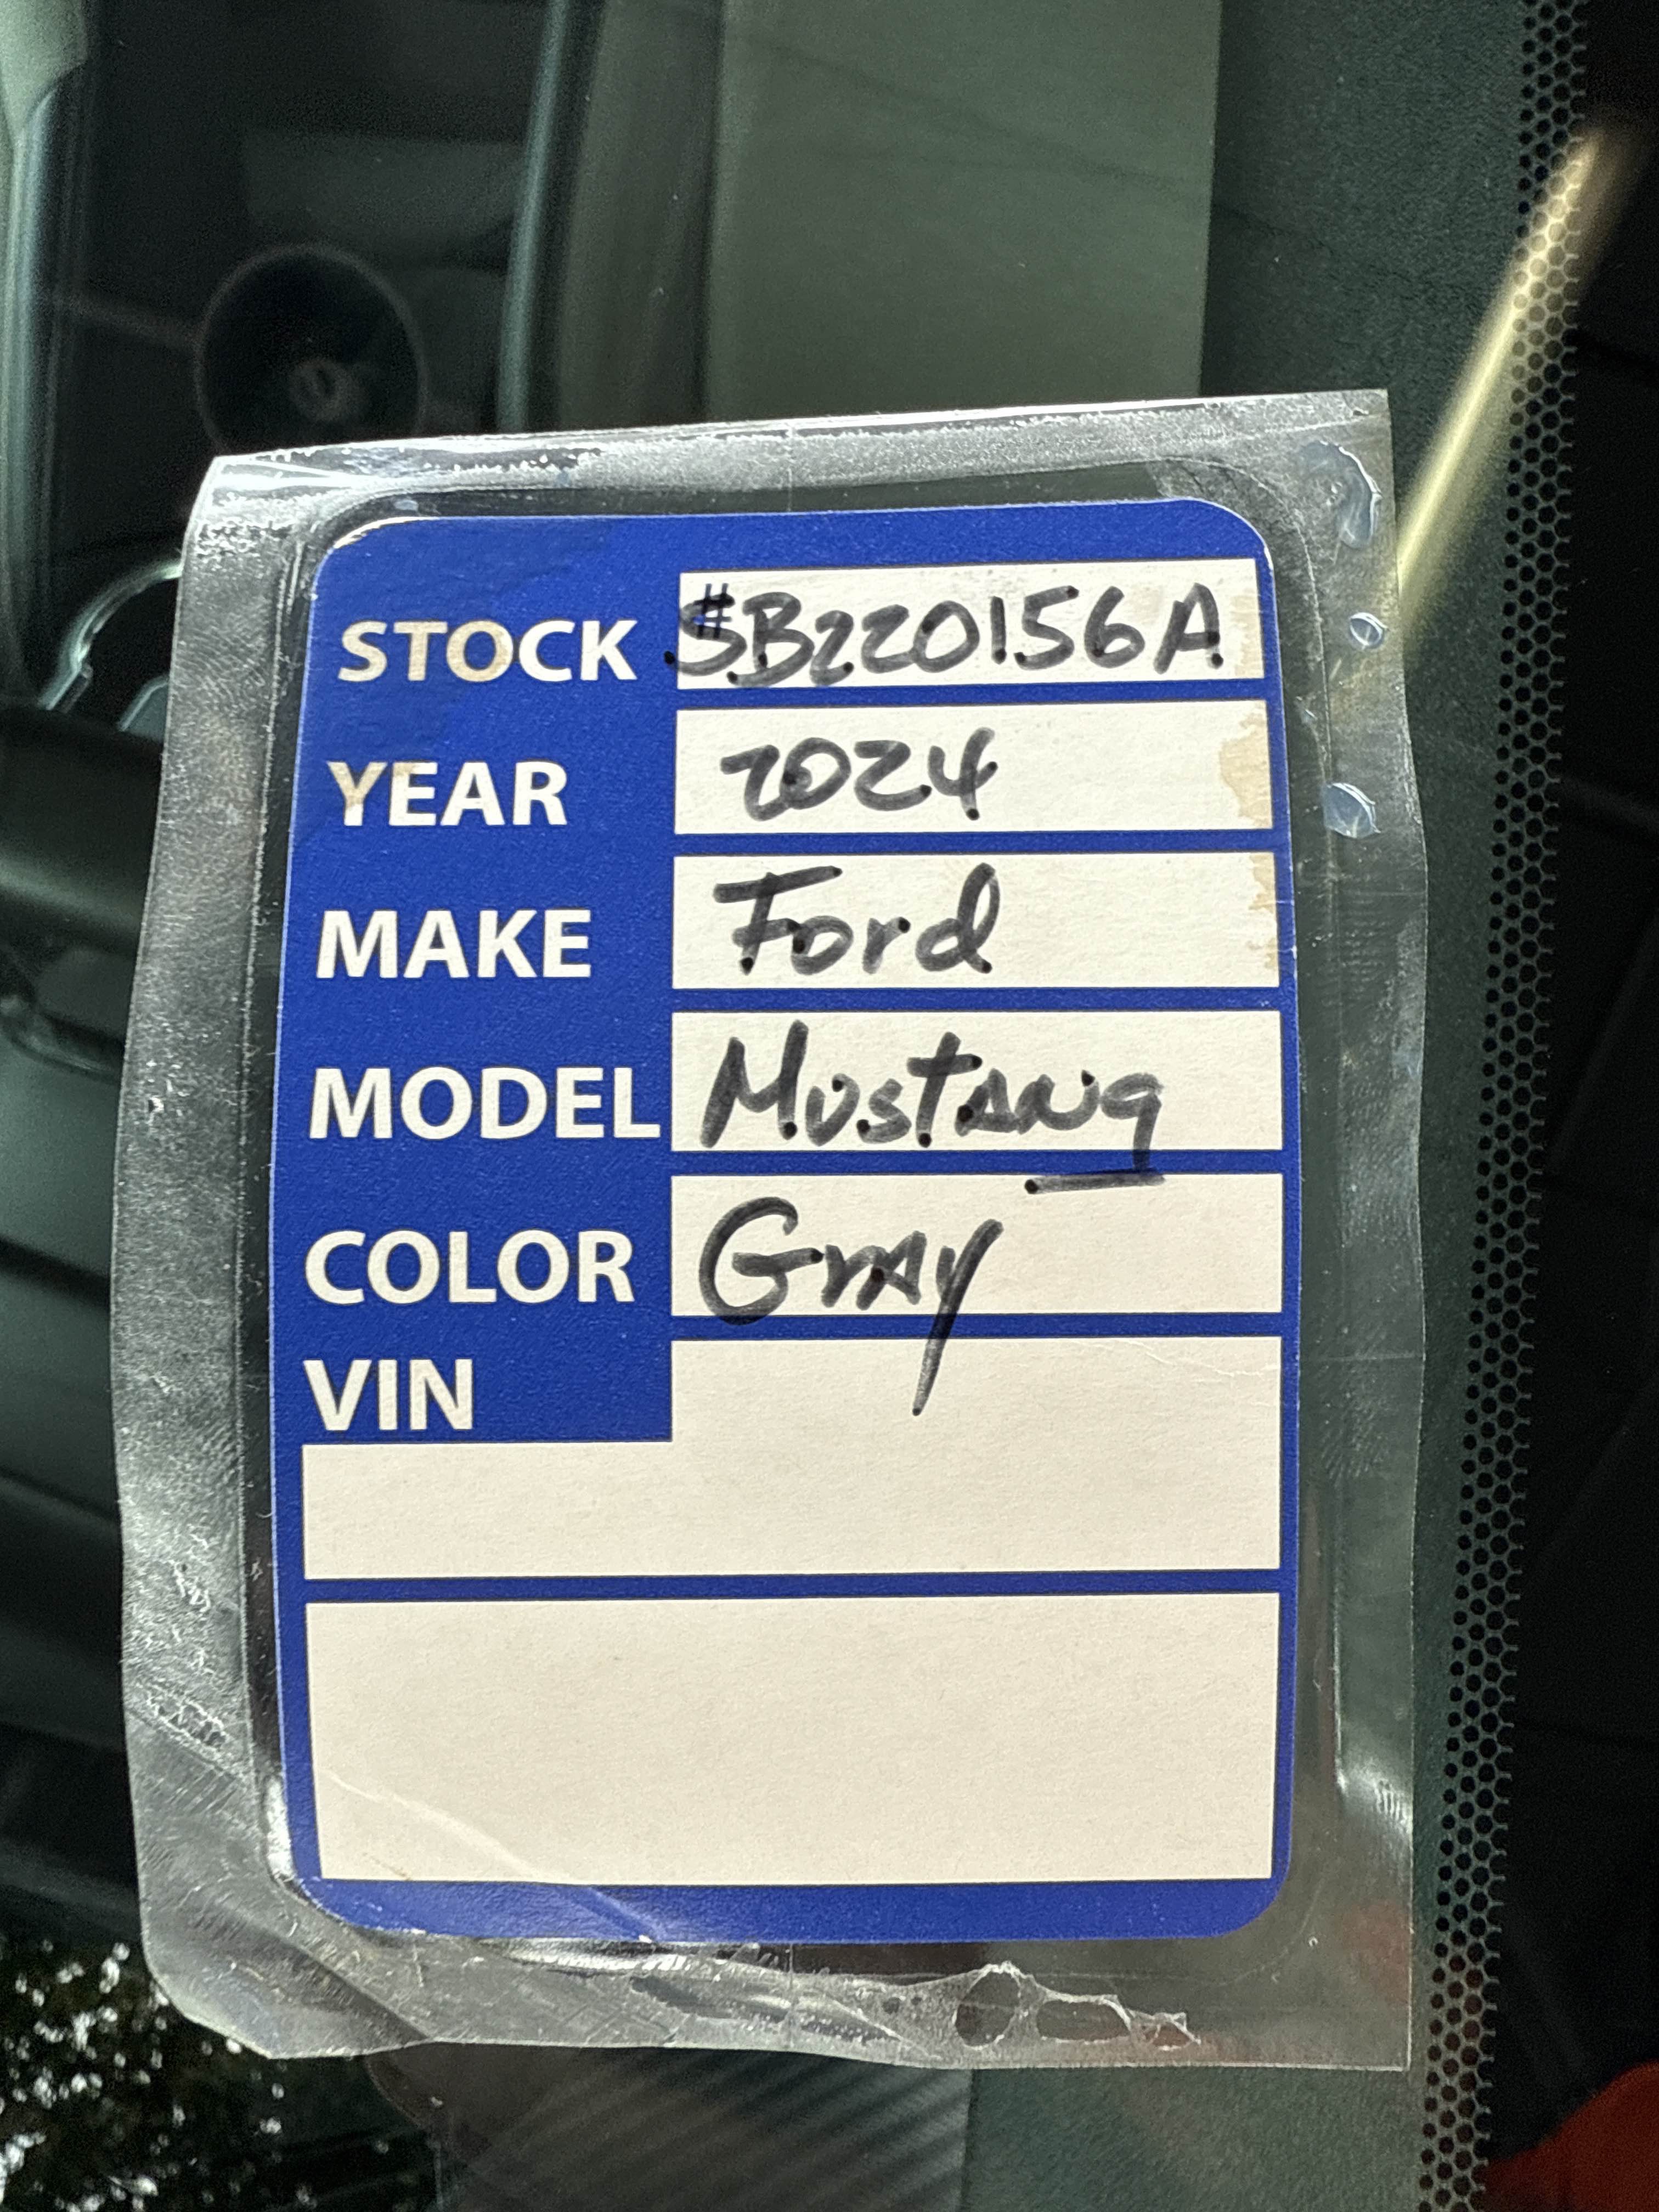 STOCK #SB220156A
YEAR 2024
MAKE Ford
MODEL Mustang
COLOR Gray
VIN